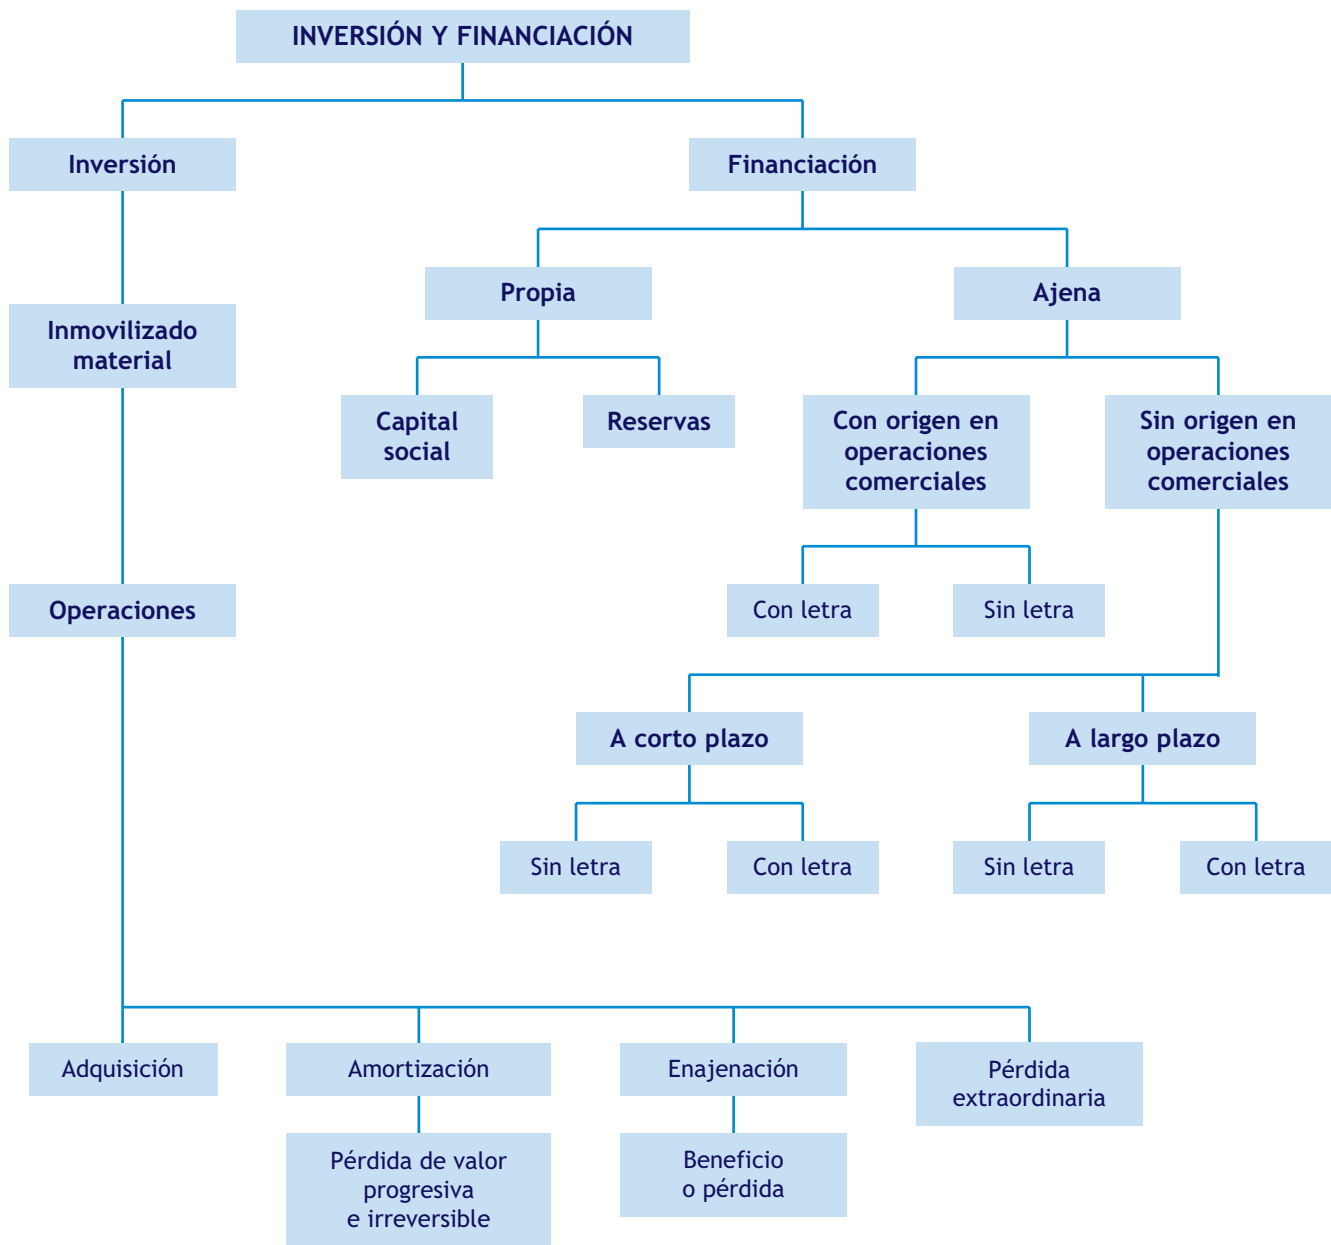 INVERSIÓN Y FINANCIACIÓN
Inversión
Financiación
Propia
Ajena
Inmovilizado
material
Capital
social
Reservas
Con origen en
operaciones
comerciales
Sin origen en
operaciones
comerciales
Operaciones
Con letra
Sin letra
A corto plazo
A largo plazo
Sin letra
Con letra
Sin letra
Con letra
Adquisición
Amortización
Enajenación
Pérdida
extraordinaria
Pérdida de valor
progresiva
e irreversible
Beneficio
o pérdida